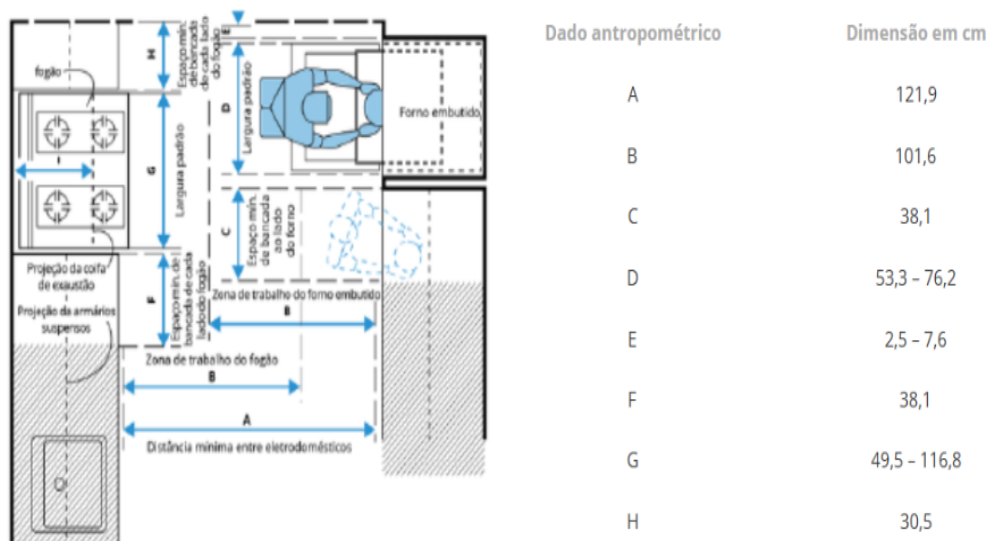 H
Espaço mín.
de bancada
de cada lado
do fogão
E
fogão
D
Largura padrão
Forno embutido
G
Largura padrão
I
C
Espaço mín.
de bancada
ao lado
do forno
Projeção da coifa
de exaustão
F
Espaço mín. de
bancada de cada
lado do fogão
Zona de trabalho do forno embutido
B
Projeção da armários
suspensos
Zona de trabalho do fogão
B
A
Distância mínima entre eletrodomésticos
Dado antropométrico Dimensão em cm
A 121,9
B 101,6
C 38,1
D 53,3 – 76,2
E 2,5 – 7,6
F 38,1
G 49,5 – 116,8
H 30,5